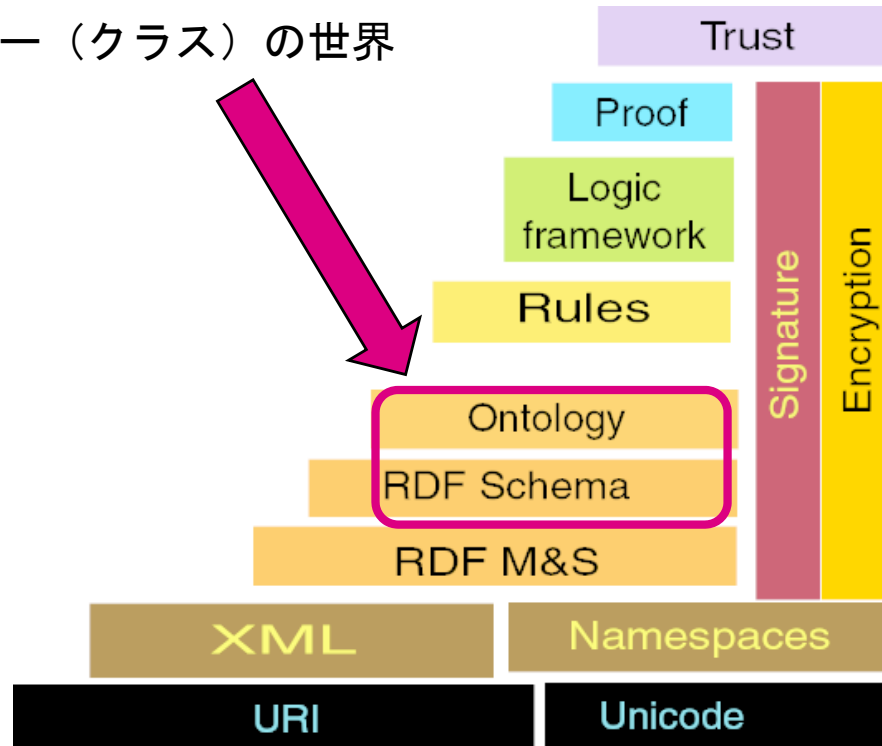 ー（クラス）の世界
Trust
Proof
Logic
framework
Rules
Ontology
RDF Schema
RDF M&S
Signature
Encryption
XML
Namespaces
URI
Unicode